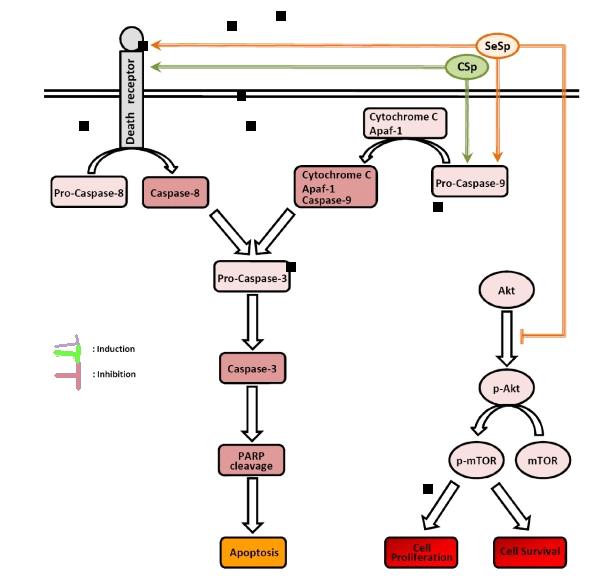 SeSp
CSp
Death receptor
Cytochrome C
Apaf-1
Pro-Caspase-8
Caspase-8
Cytochrome C
Apaf-1
Caspase-9
Pro-Caspase-9
Pro-Caspase-3
Akt
: Induction
: Inhibition
Caspase-3
p-Akt
PARP
cleavage
p-mTOR
mTOR
Apoptosis
Cell
Proliferation
Cell Survival